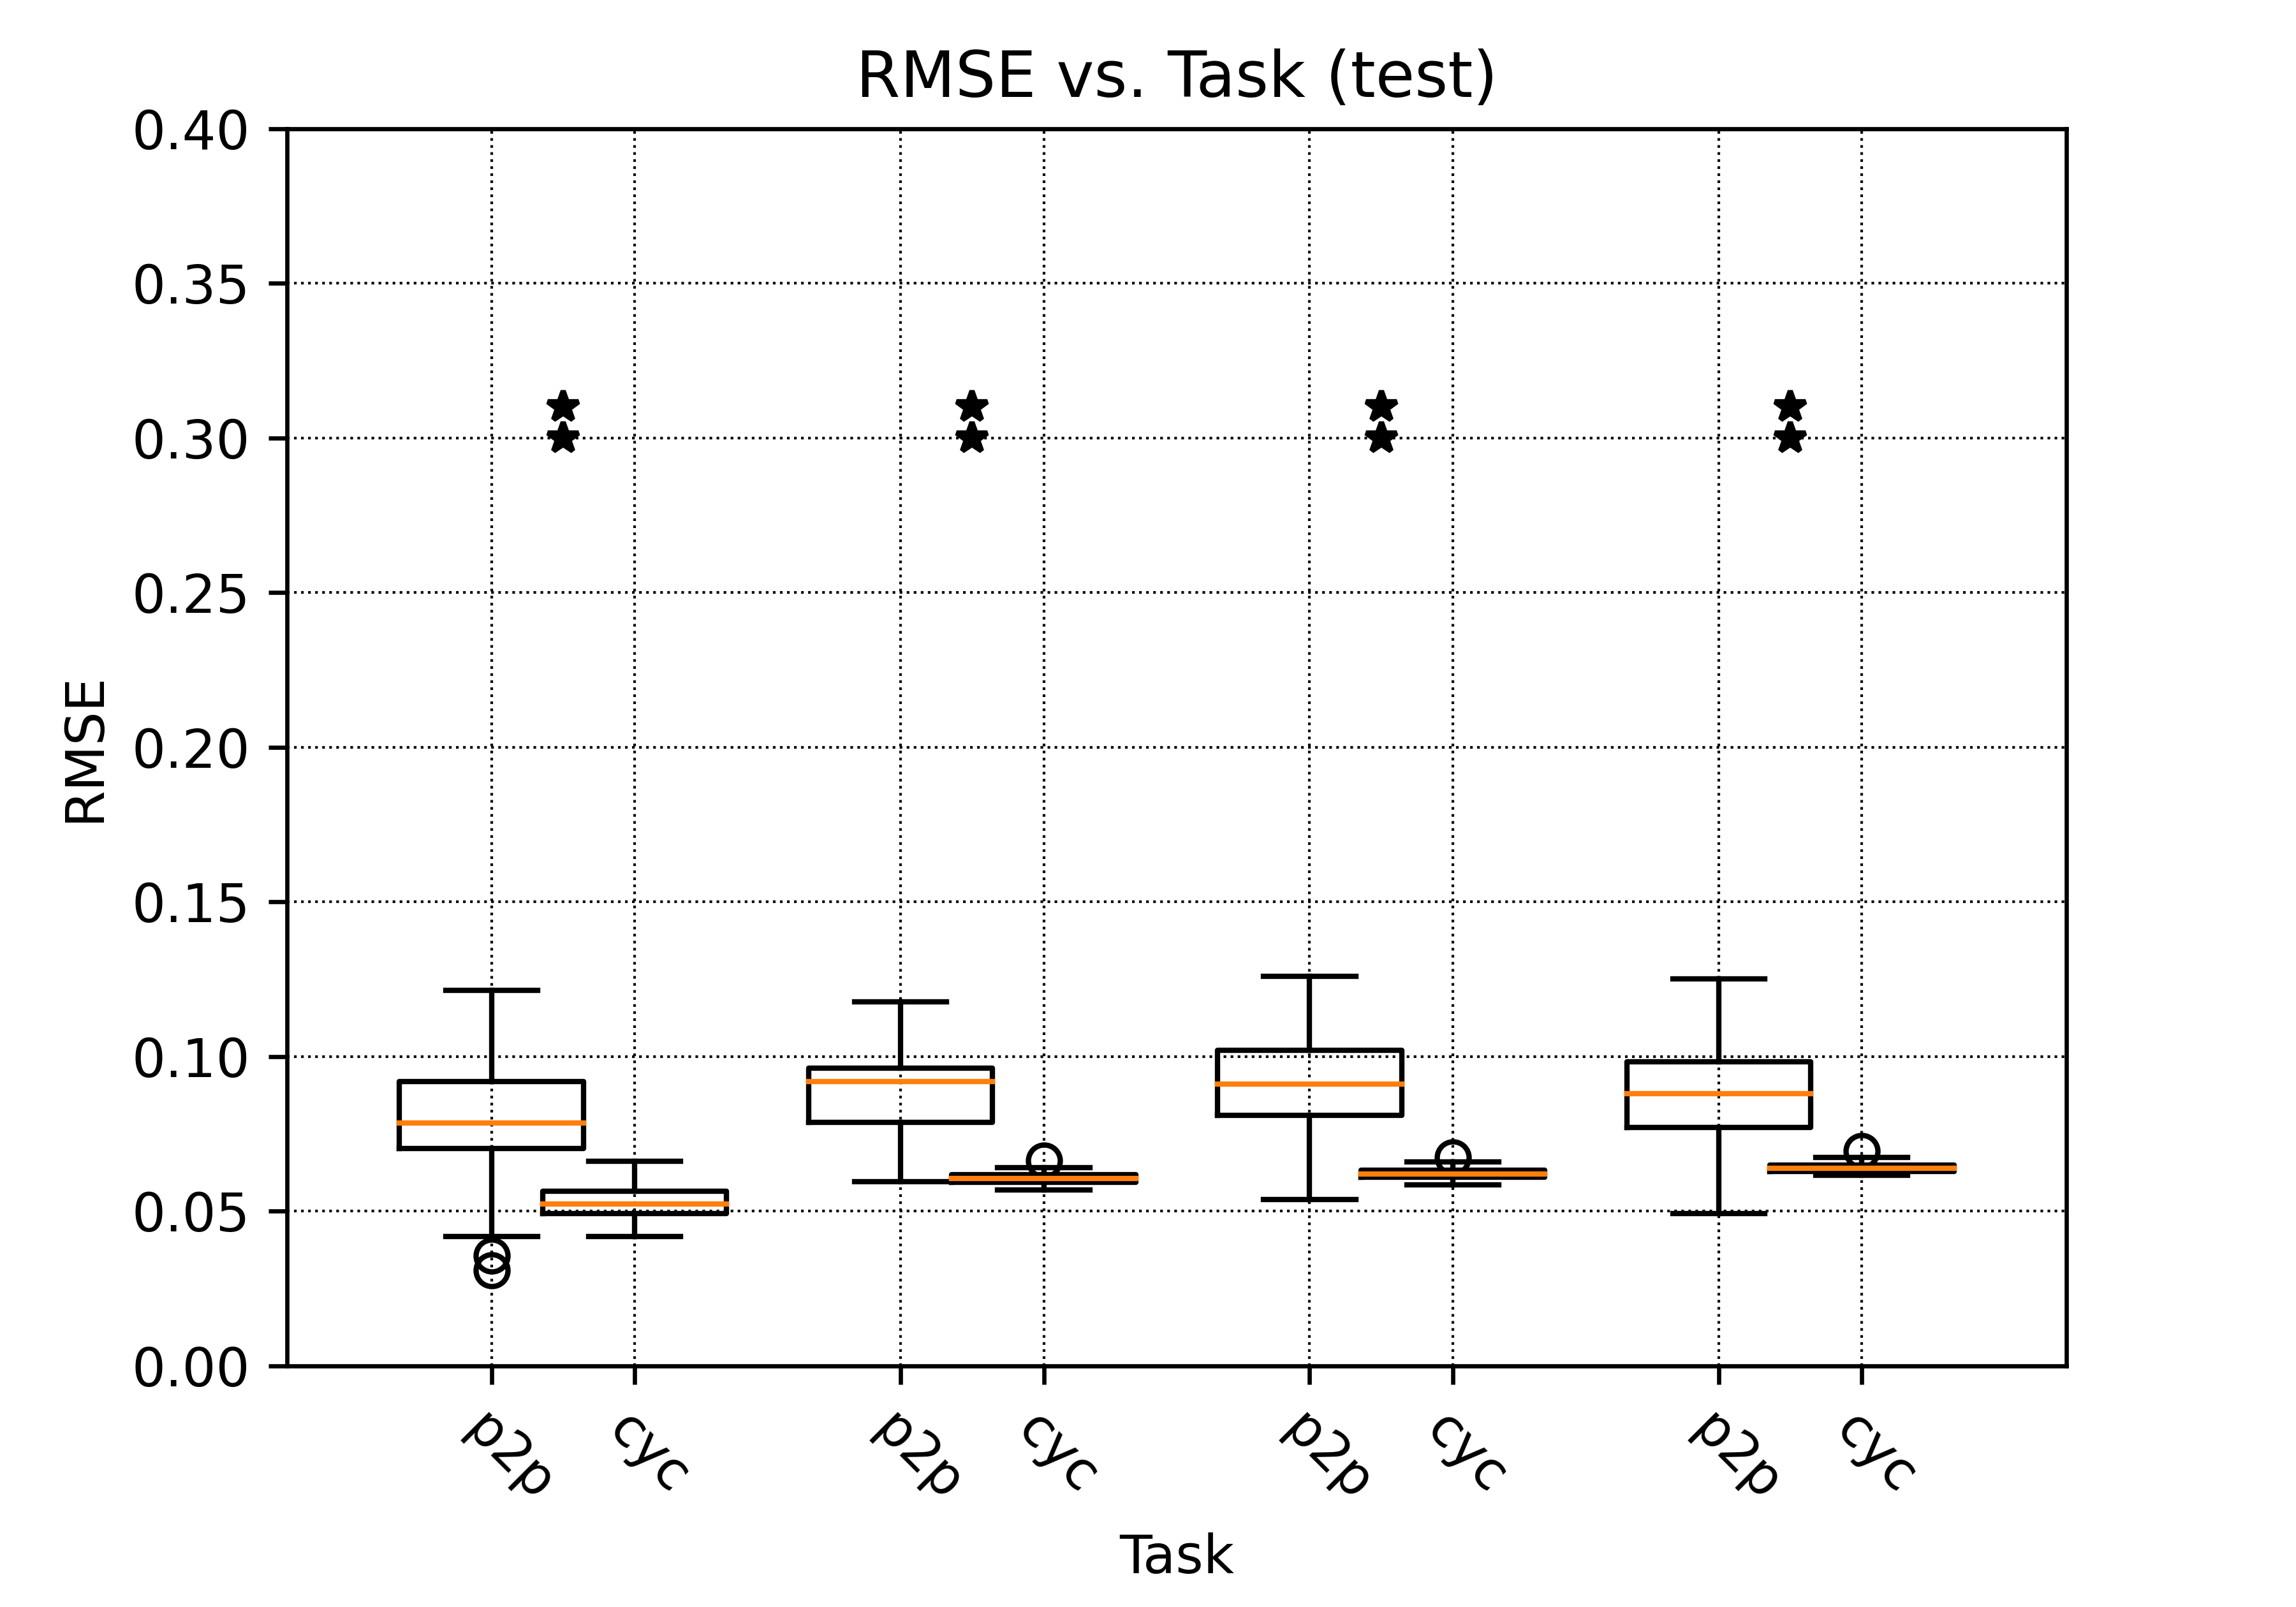 RMSE vs. Task (test)
0.40
0.35
0.30
0.25
0.20
0.15
0.10
0.05
0.00
RMSE
p2p cyc p2p cyc p2p cyc p2p cyc
Task